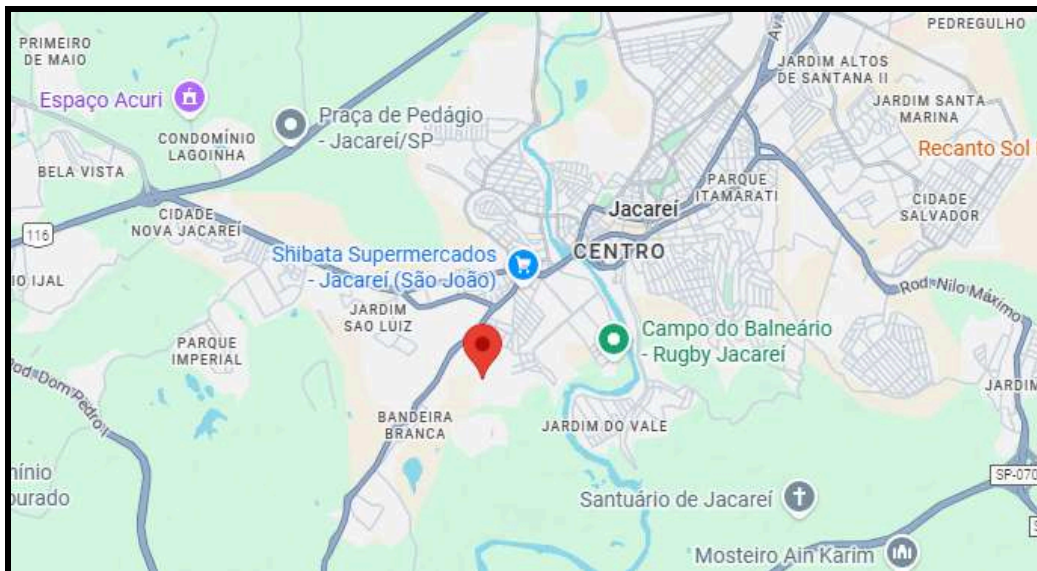 PEDREGULHO
PRIMEIRO
DE MAIO
Av
JARDIM ALTOS
DE SANTANA II
Espaço Acuri
Praça de Pedágio
- Jacareí/SP
JARDIM SANTA
MARINA
CONDOMÍNIO
LAGOINHA
Recanto Sol
BELA VISTA
PARQUE
ITAMARATI
CIDADE
SALVADOR
Jacareí
CIDADE
NOVA JACAREÍ
116
CENTRO
Shibata Supermercados
- Jacareí (São João)
IO IJAL
Rod. Nilo Máximo
JARDIM
SAO LUIZ
Campo do Balneário
- Rugby Jacareí
PARQUE
IMPERIAL
Rod. Dom Pedro I
JARDIM
BANDEIRA
BRANCA
JARDIM DO VALE
ínio
ourado
SP-070
Santuário de Jacareí
Mosteiro Ain Karim